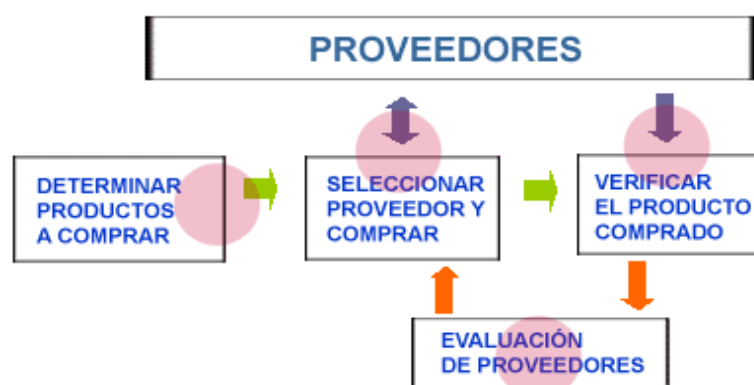 PROVEEDORES
DETERMINAR
PRODUCTOS
A COMPRAR
SELECCIONAR
PROVEEDOR Y
COMPRAR
VERIFICAR
EL PRODUCTO
COMPRADO
EVALUACIÓN
DE PROVEEDORES